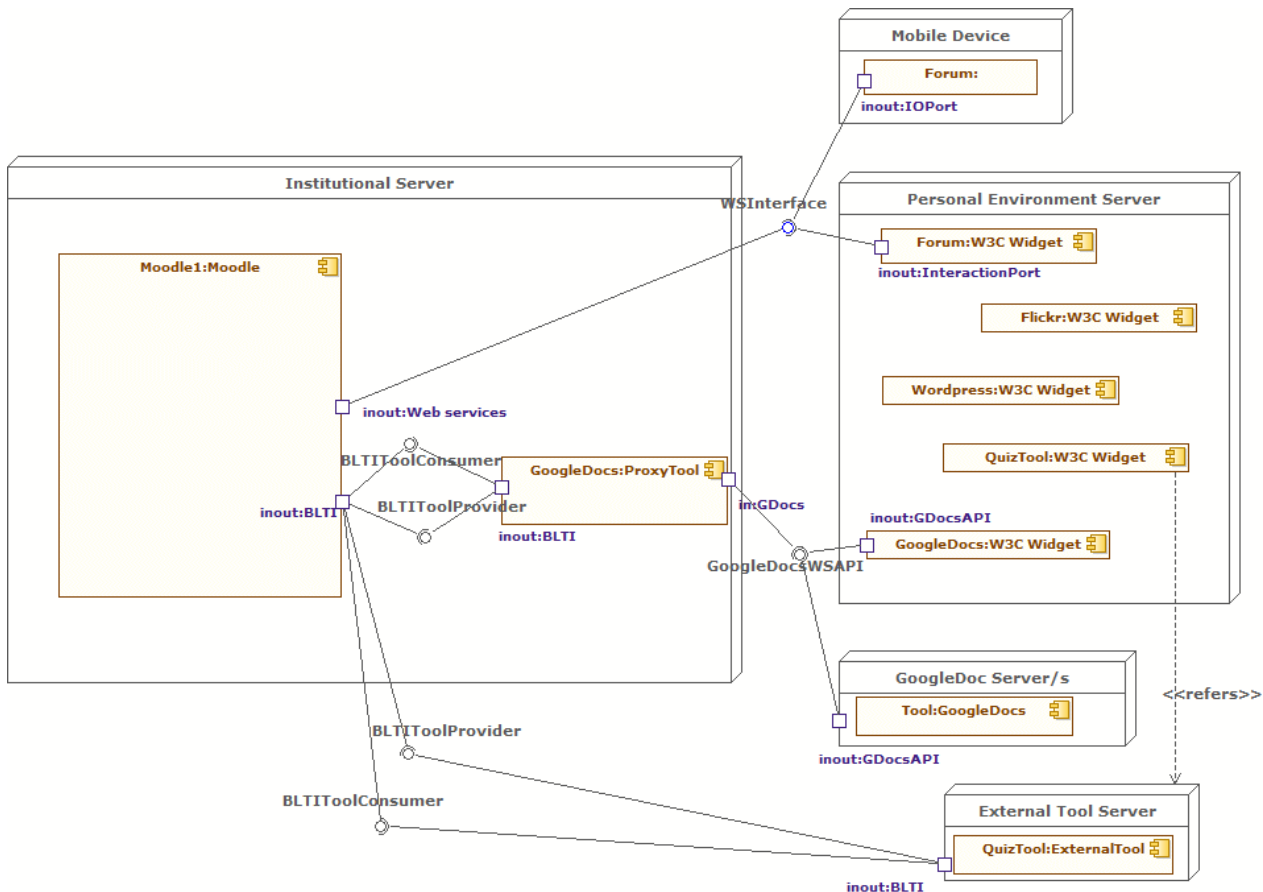 Mobile Device
Forum:
inout:IOPort
Institutional Server
Personal Environment Server
WSInterface
Forum:W3C Widget
inout:InteractionPort
Moodle1:Moodle
Flickr:W3C Widget
Wordpress:W3C Widget
inout:Web services
BLTIToolConsumer
QuizTool:W3C Widget
GoogleDocs:ProxyTool
BLTIToolProvider
in:GDocs
inout:BLTI
inout:GDocsAPI
inout:BLTI
GoogleDocs:W3C Widget
GoogleDocsWSAPI
GoogleDoc Server/s
<<refers>>
Tool:GoogleDocs
BLTIToolProvider
inout:GDocsAPI
BLTIToolConsumer
External Tool Server
QuizTool:ExternalTool
inout:BLTI